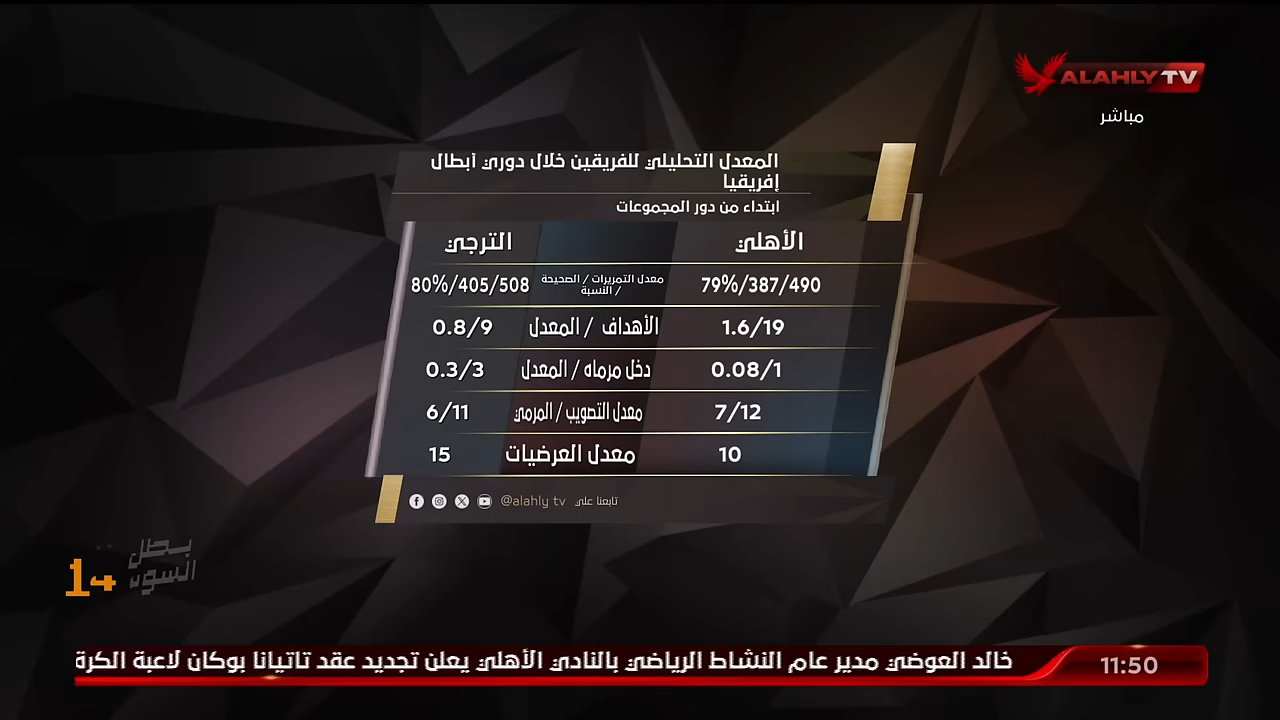 ALAHLY TV
مباشر
المعدل التحليلي للفريقين خلال دوري أبطال
إفريقيا
ابتداء من دور المجموعات
الأهلي الترجي
79%/387/490 معدل التمريرات / الصحيحة / النسبة 80%/405/508
1.6/19 الأهداف / المعدل 0.8/9
0.08/1 دخل مرماه / المعدل 0.3/3
7/12 معدل التصويب / المرمي 6/11
10 معدل العرضيات 15
تابعنا علي @alahly tv
بطل
السوبر
1+
11:50
خالد العوضي مدير عام النشاط الرياضي بالنادي الأهلي يعلن تجديد عقد تاتيانا بوكان لاعبة الكرة